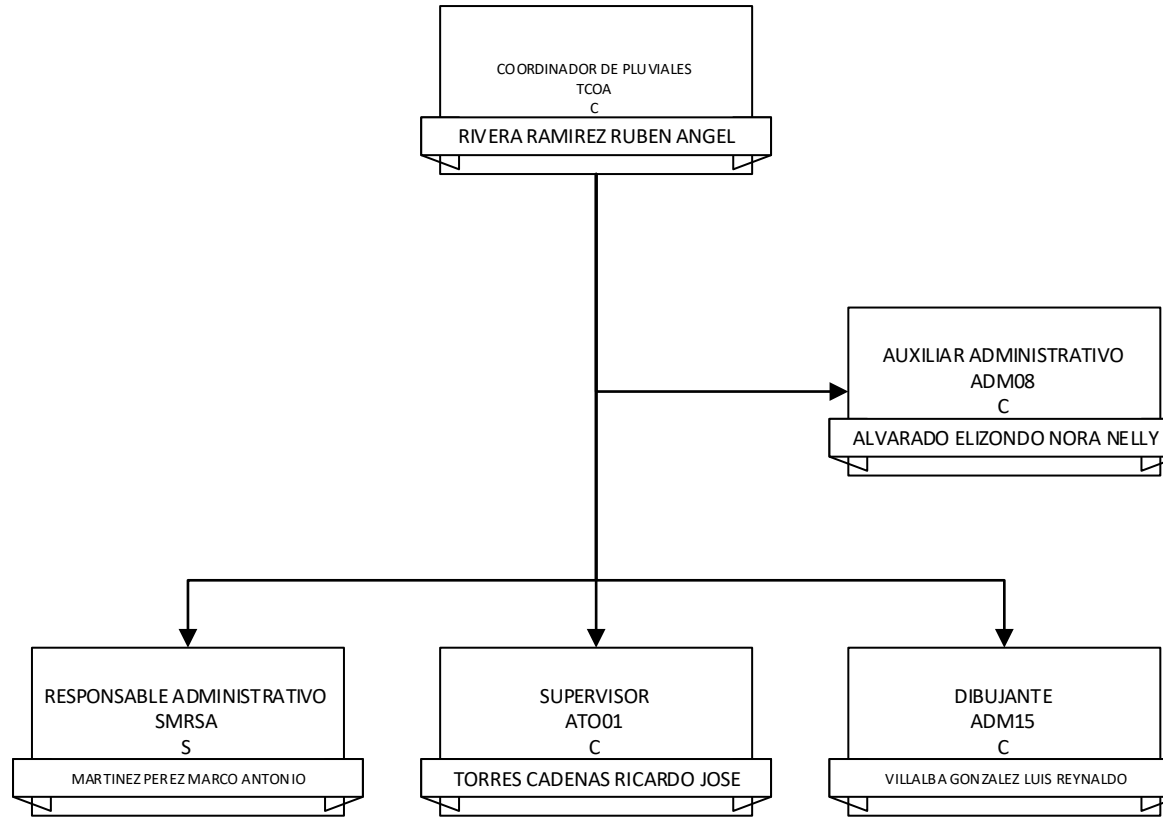 COORDINADOR DE PLUVIALES
TCOA
C
RIVERA RAMIREZ RUBEN ANGEL
AUXILIAR ADMINISTRATIVO
ADM08
C
ALVARADO ELIZONDO NORA NELLY
RESPONSABLE ADMINISTRATIVO
SMRSA
S
MARTINEZ PEREZ MARCO ANTONIO
SUPERVISOR
ATO01
C
TORRES CADENAS RICARDO JOSE
DIBUJANTE
ADM15
C
VILLALBA GONZALEZ LUIS REYNALDO